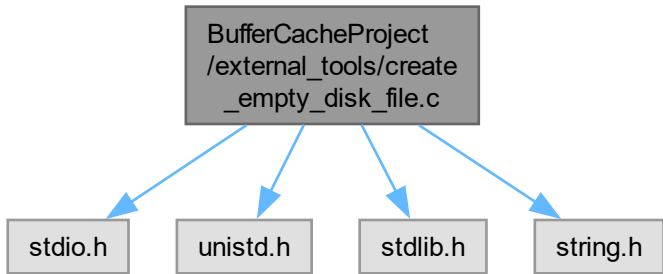 BufferCacheProject
/external_tools/create
_empty_disk_file.c
stdio.h
unistd.h
stdlib.h
string.h